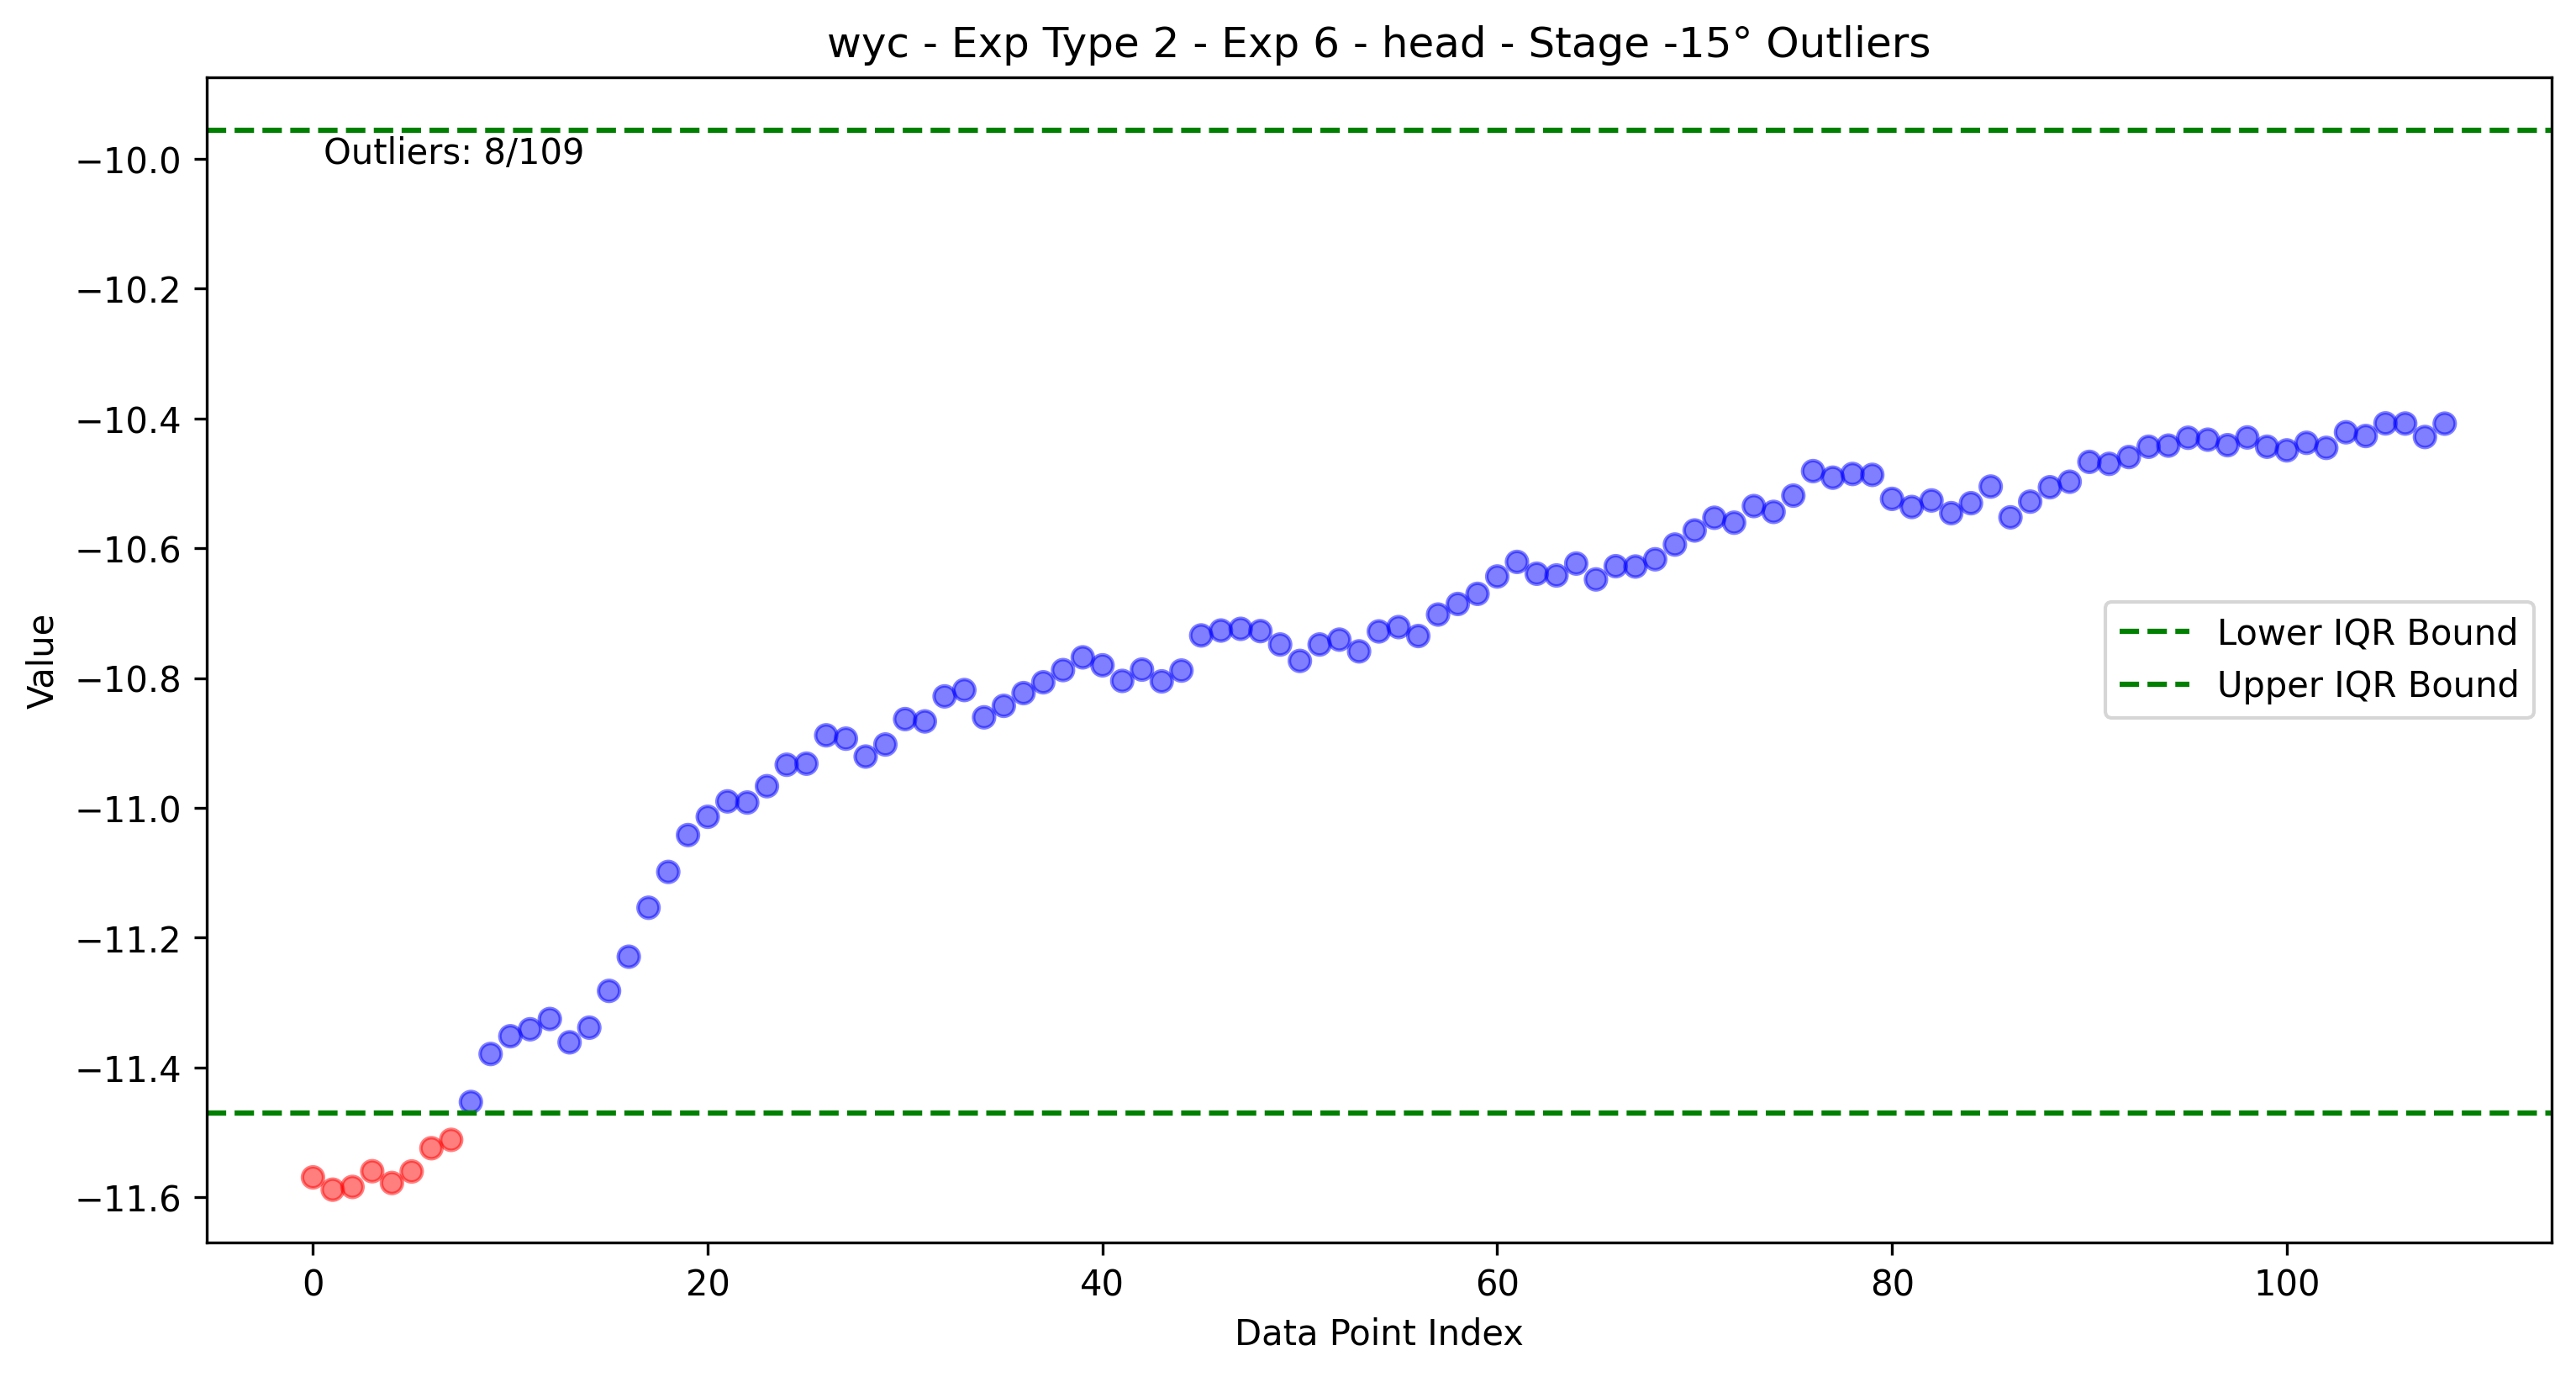 wyc - Exp Type 2 - Exp 6 - head - Stage -15° Outliers
Outliers: 8/109
−10.0
−10.2
−10.4
−10.6
−10.8
−11.0
−11.2
−11.4
−11.6
Value
Lower IQR Bound
Upper IQR Bound
0 20 40 60 80 100
Data Point Index